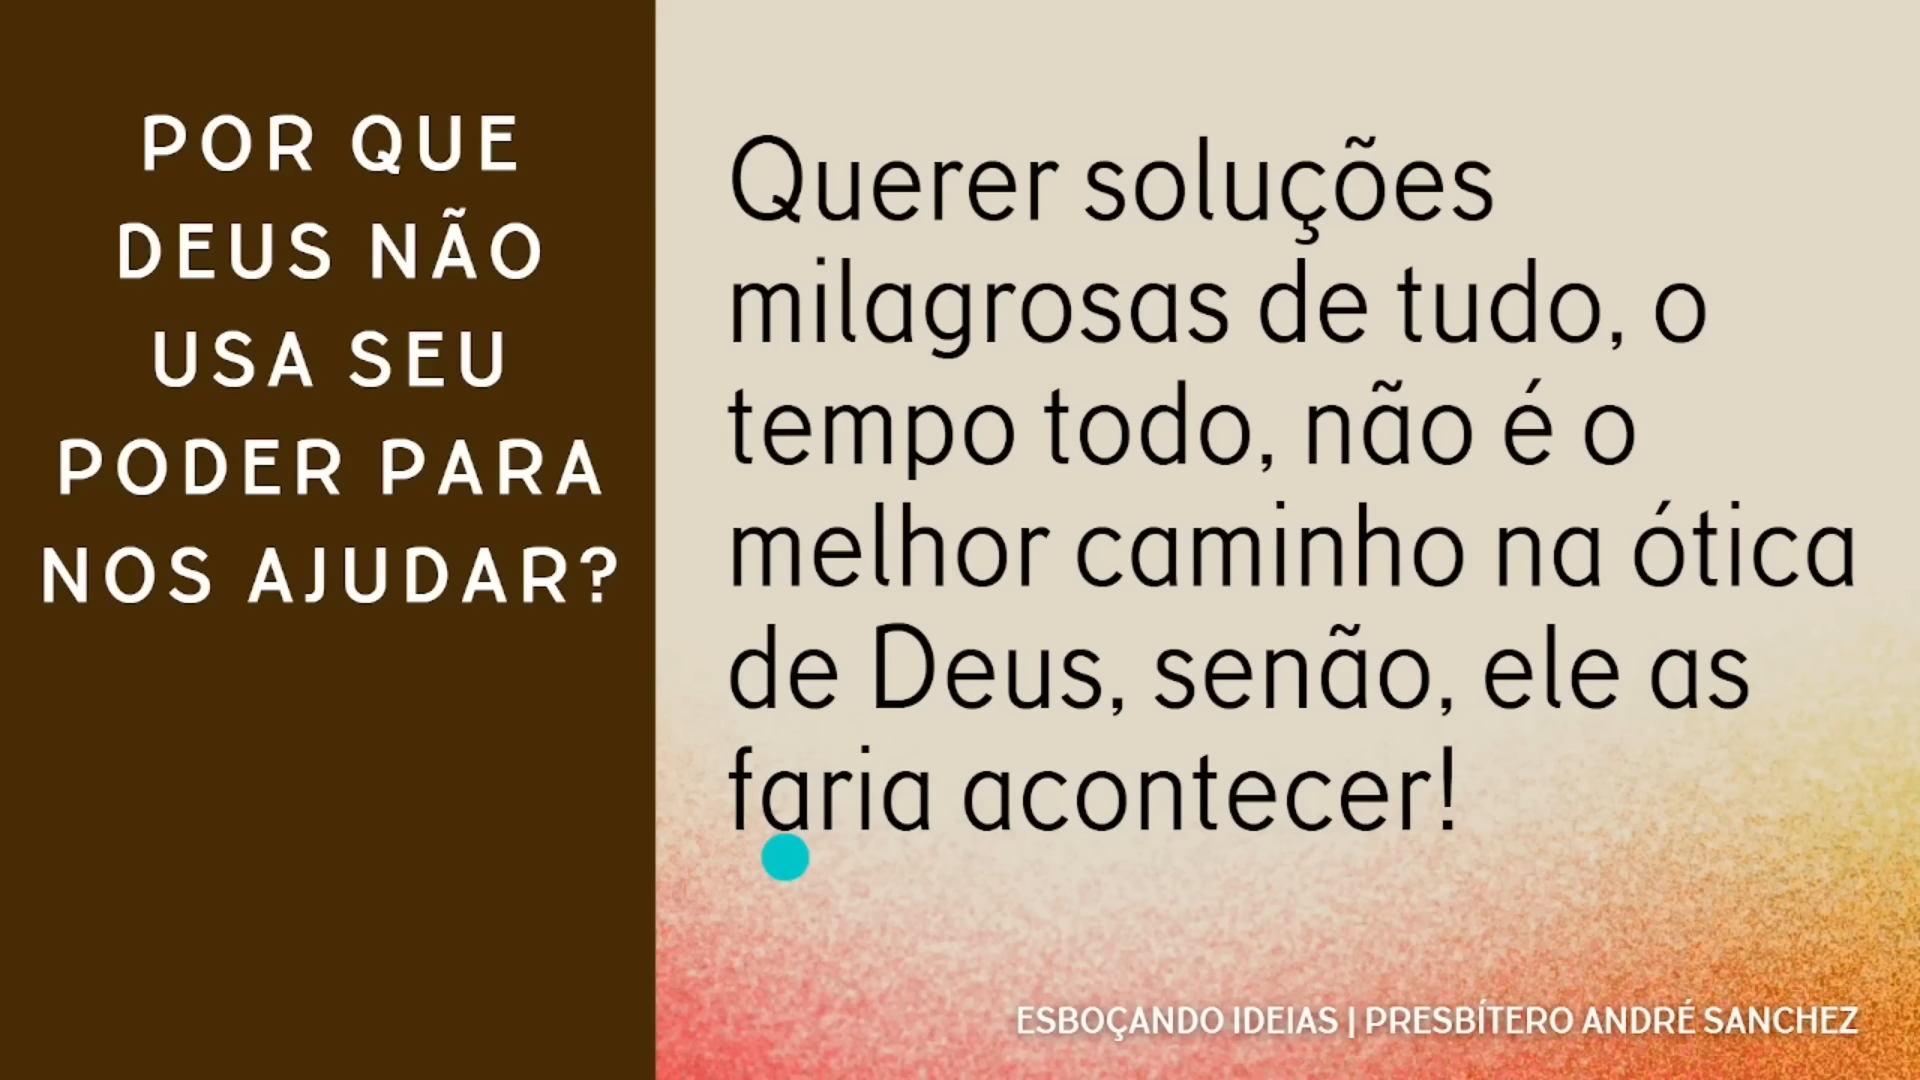 POR QUE
DEUS NÃO
USA SEU
PODER PARA
NOS AJUDAR?
Querer soluções
milagrosas de tudo, o
tempo todo, não é o
melhor caminho na ótica
de Deus, senão, ele as
faria acontecer!
ESBOÇANDO IDEIAS | PRESBÍTERO ANDRÉ SANCHEZ